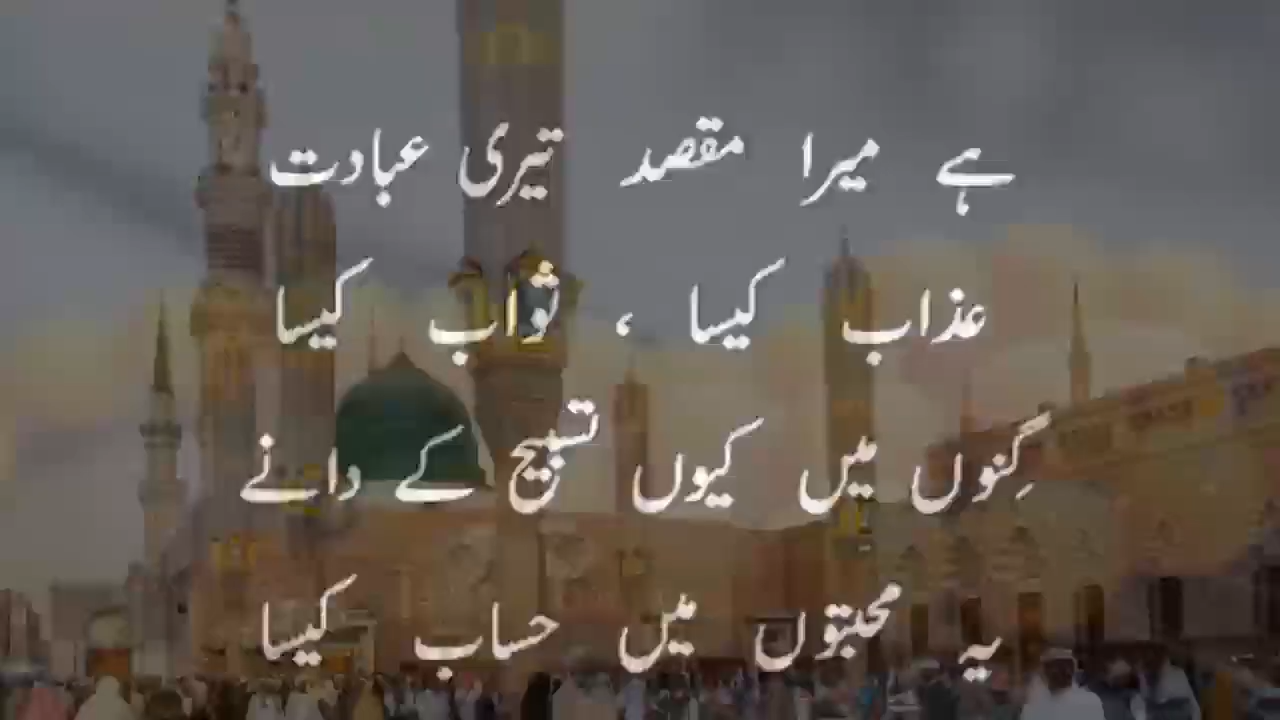 ہے میرا مقصد تیری عبادت
عذاب کیسا ، ثواب کیسا
گِنوں میں کیوں تسبیح کے دانے
یہ محبتوں میں حساب کیسا